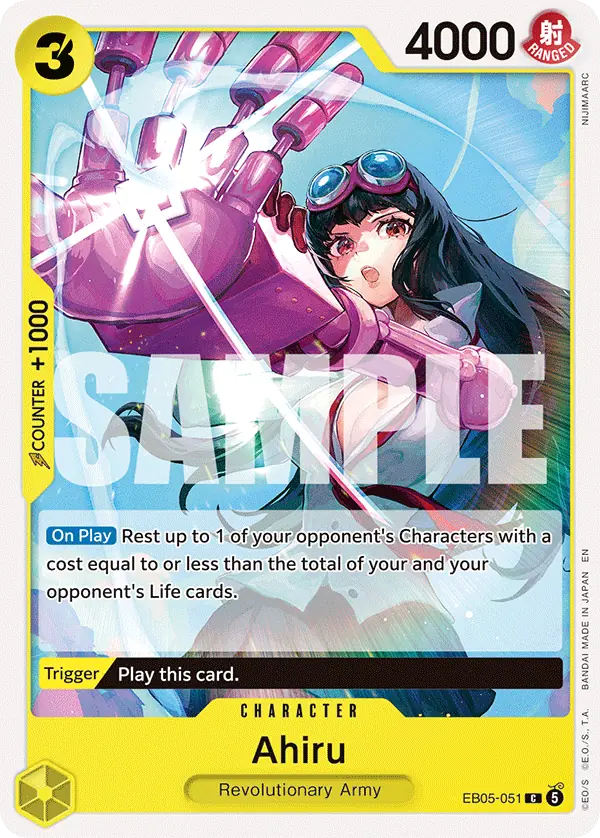 3
4000
射
RANGED
NIJIMAARC
COUNTER +1000
SAMPLE
On Play Rest up to 1 of your opponent's Characters with a
cost equal to or less than the total of your and your
opponent's Life cards.
Trigger Play this card.
CHARACTER
Ahiru
Revolutionary Army
EB05-051 C 5
©EO/S ©E.O./S., T.A. BANDAI MADE IN JAPAN EN